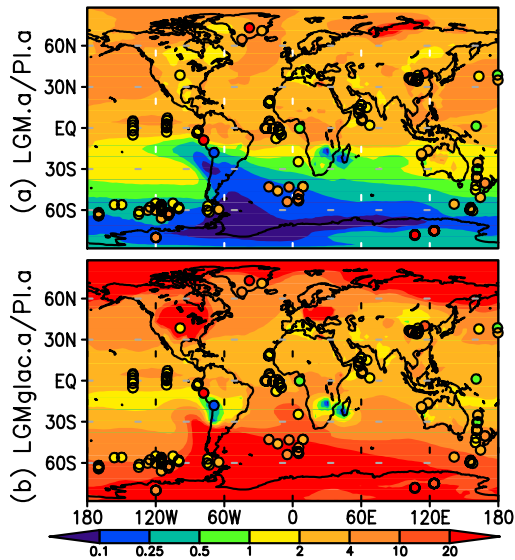 (a) LGM.a/PI.a
60N
30N
EQ
30S
60S
(b) LGMglac.a/PI.a
60N
30N
EQ
30S
60S
180 120W 60W 0 60E 120E 180
0.1 0.25 0.5 1 2 4 10 20